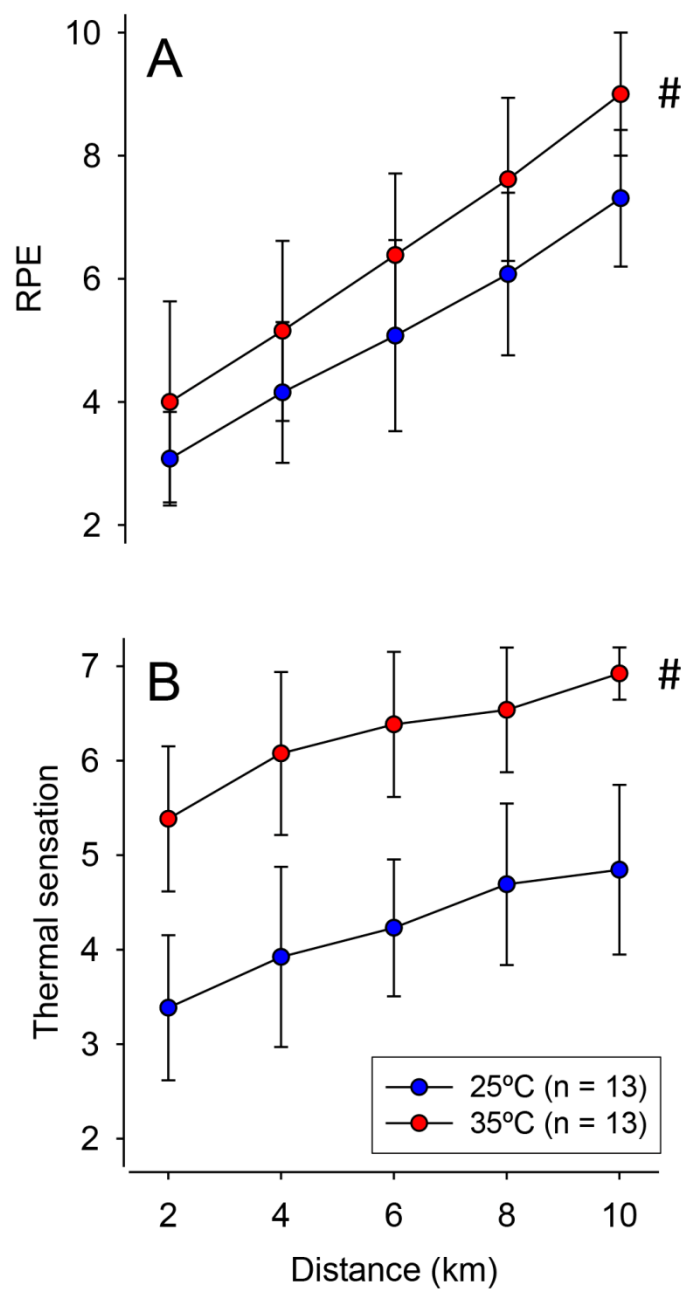 A
#
10
8
6
4
2
RPE
B
#
7
6
5
4
3
2
Thermal sensation
25ºC (n = 13)
35ºC (n = 13)
2 4 6 8 10
Distance (km)